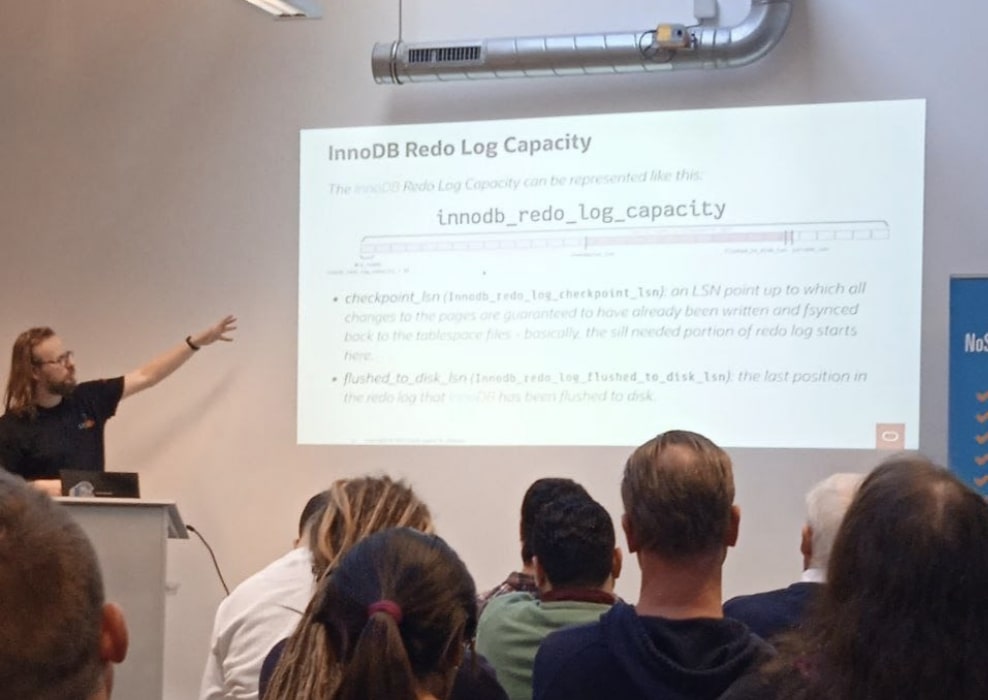 InnoDB Redo Log Capacity
The InnoDB Redo Log Capacity can be represented like this:
innodb_redo_log_capacity
• checkpoint_lsn (Innodb_redo_log_checkpoint_lsn): an LSN point up to which all
changes to the pages are guaranteed to have already been written and fsynced
back to the tablespace files - basically, the sill needed portion of redo log starts
here.
• flushed_to_disk_lsn (Innodb_redo_log_flushed_to_disk_lsn): the last position in
the redo log that InnoDB has been flushed to disk.
NoS